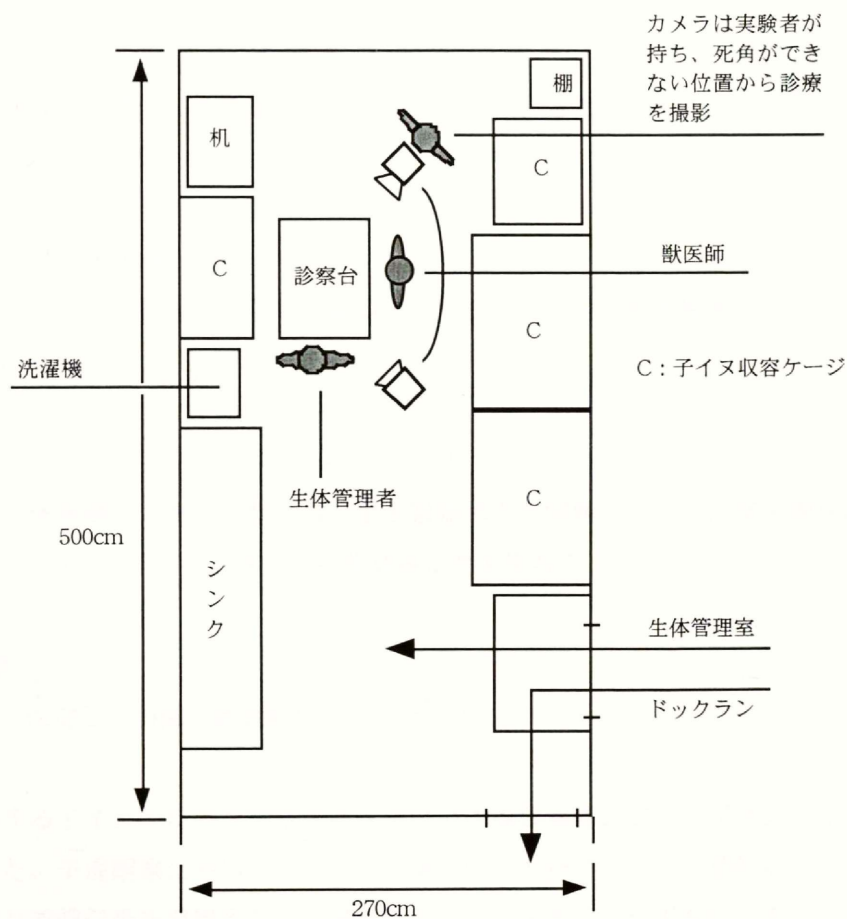 カメラは実験者が
持ち、死角ができ
ない位置から診療
を撮影
棚
机
C
C
獣医師
診察台
C
C：子イヌ収容ケージ
洗濯機
生体管理者
C
500cm
シンク
生体管理室
ドックラン
270cm